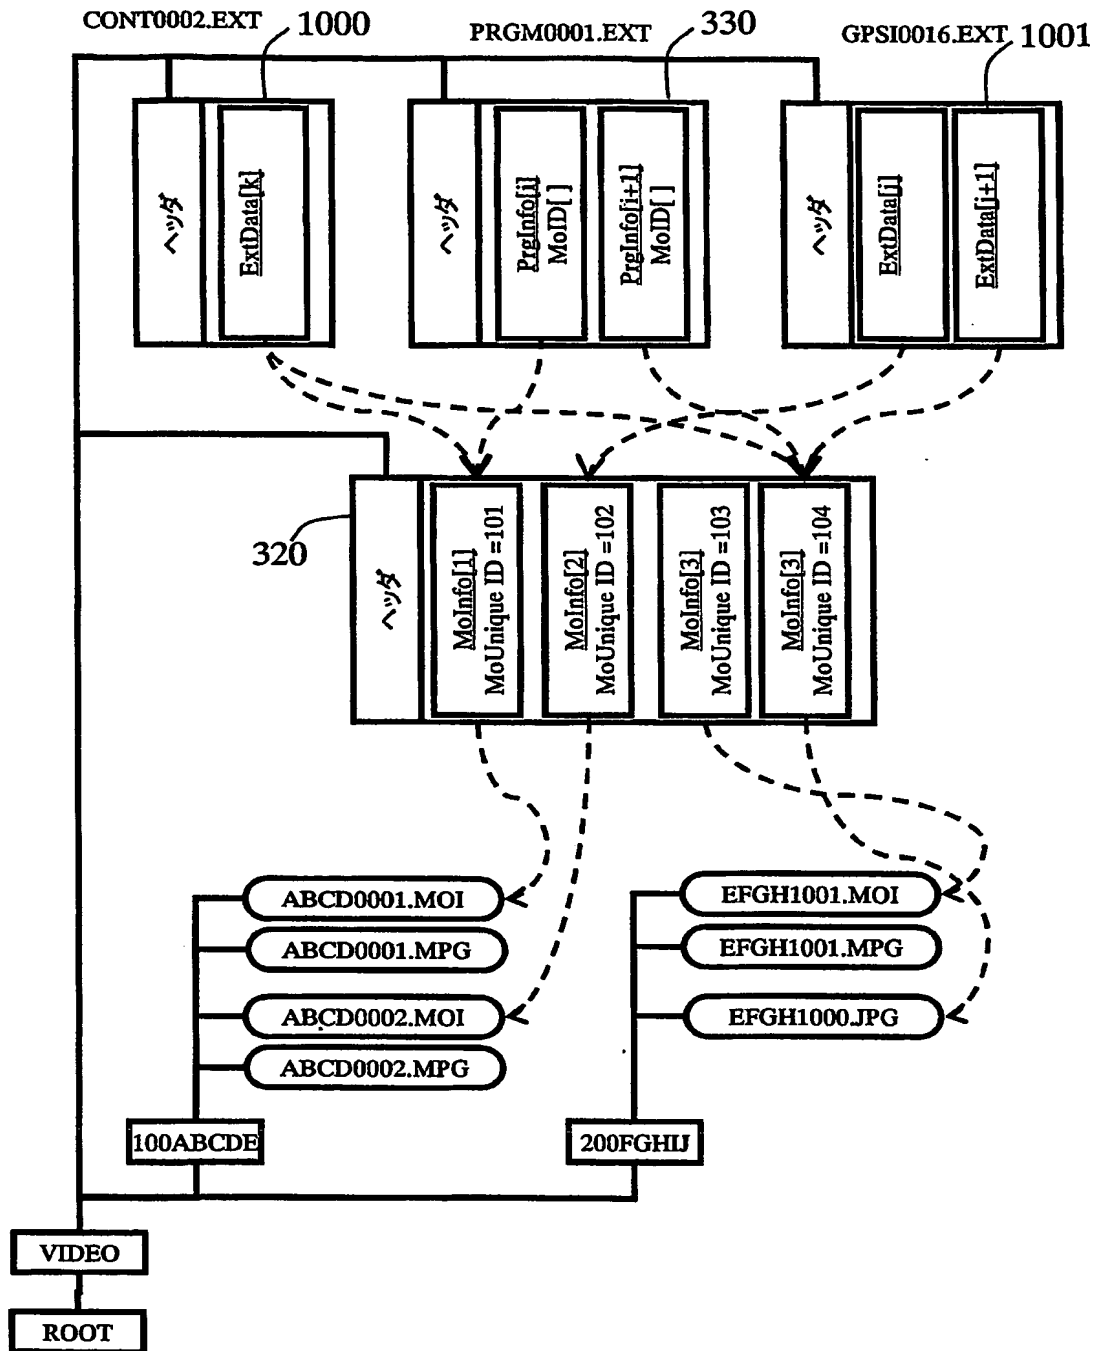 CONT0002.EXT
1000
PRGM0001.EXT
330
GPSI0016.EXT
1001
ヘッダ
ExtData[k]
ヘッダ
PrgInfo[i]
MoID[ ]
PrgInfo[i+1]
MoID[ ]
ヘッダ
ExtData[j]
ExtData[j+1]
320
ヘッダ
MoInfo[1]
MoUnique ID =101
MoInfo[2]
MoUnique ID =102
MoInfo[3]
MoUnique ID =103
MoInfo[3]
MoUnique ID =104
ABCD0001.MOI
ABCD0001.MPG
ABCD0002.MOI
ABCD0002.MPG
EFGH1001.MOI
EFGH1001.MPG
EFGH1000.JPG
100ABCDE
200FGHIJ
VIDEO
ROOT